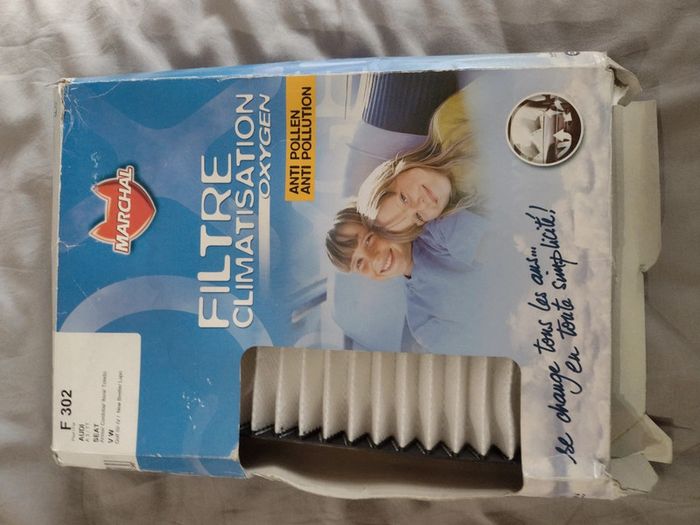 MARCHAL
FILTRE
CLIMATISATION
OXYGEN
ANTI POLLEN
ANTI POLLUTION
se change tous les ans...
en toute simplicité!
F 302
AUDI
SEAT
V W